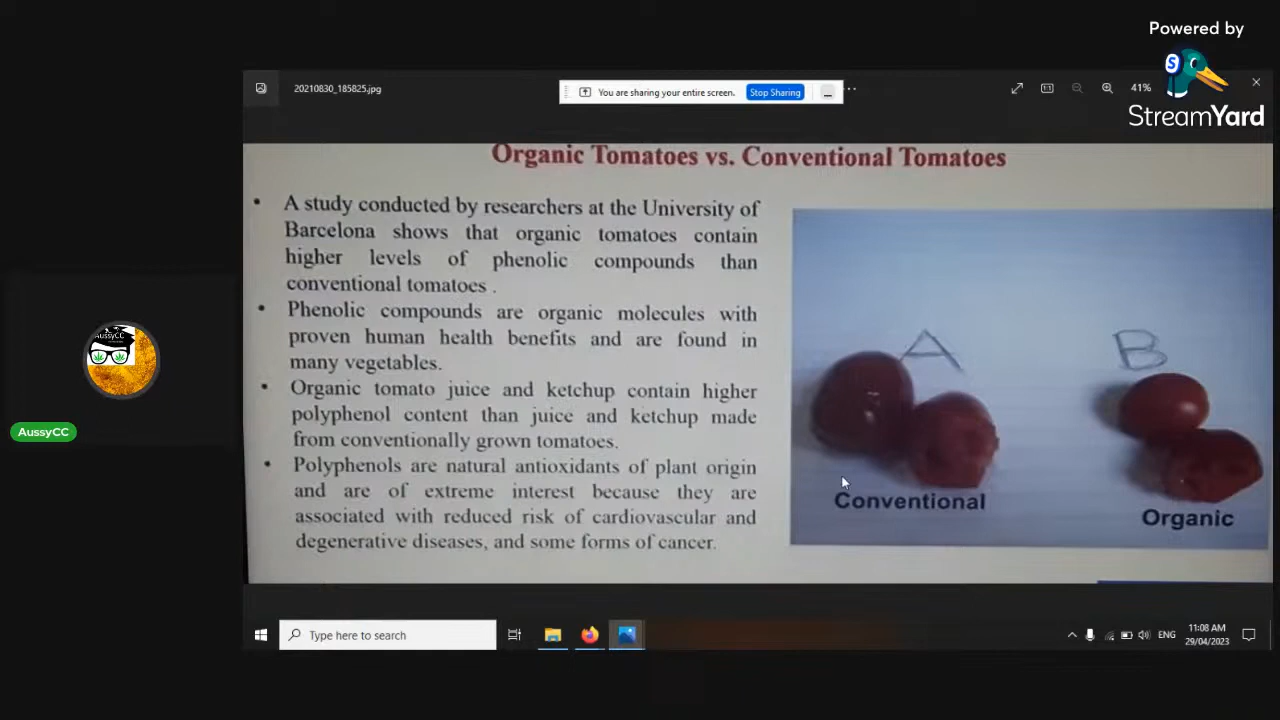 Powered by
StreamYard
20210830_185825.jpg
You are sharing your entire screen.
Stop Sharing
41%
Organic Tomatoes vs. Conventional Tomatoes
• A study conducted by researchers at the University of
Barcelona shows that organic tomatoes contain
higher levels of phenolic compounds than
conventional tomatoes .
• Phenolic compounds are organic molecules with
proven human health benefits and are found in
many vegetables.
• Organic tomato juice and ketchup contain higher
polyphenol content than juice and ketchup made
from conventionally grown tomatoes.
• Polyphenols are natural antioxidants of plant origin
and are of extreme interest because they are
associated with reduced risk of cardiovascular and
degenerative diseases, and some forms of cancer.
A
B
Conventional
Organic
AussyCC
AussyCC
Type here to search
ENG
11:08 AM
29/04/2023